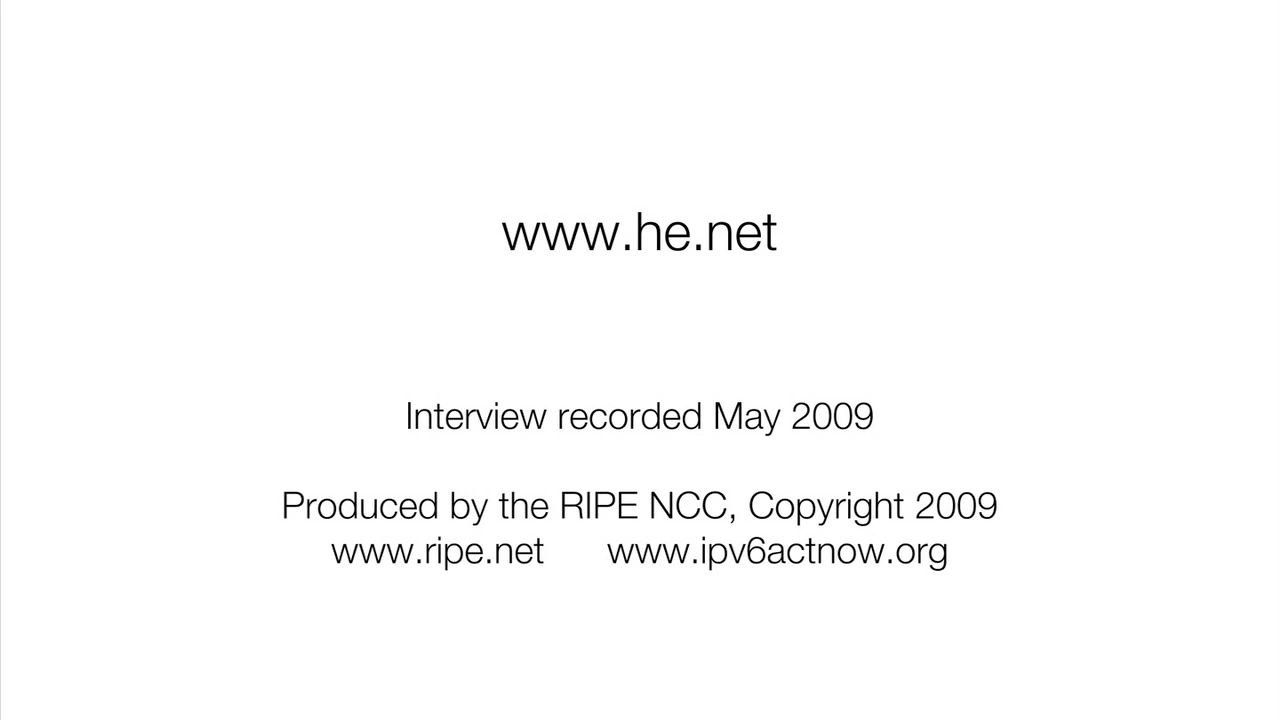 www.he.net
Interview recorded May 2009
Produced by the RIPE NCC, Copyright 2009
www.ripe.net www.ipv6actnow.org